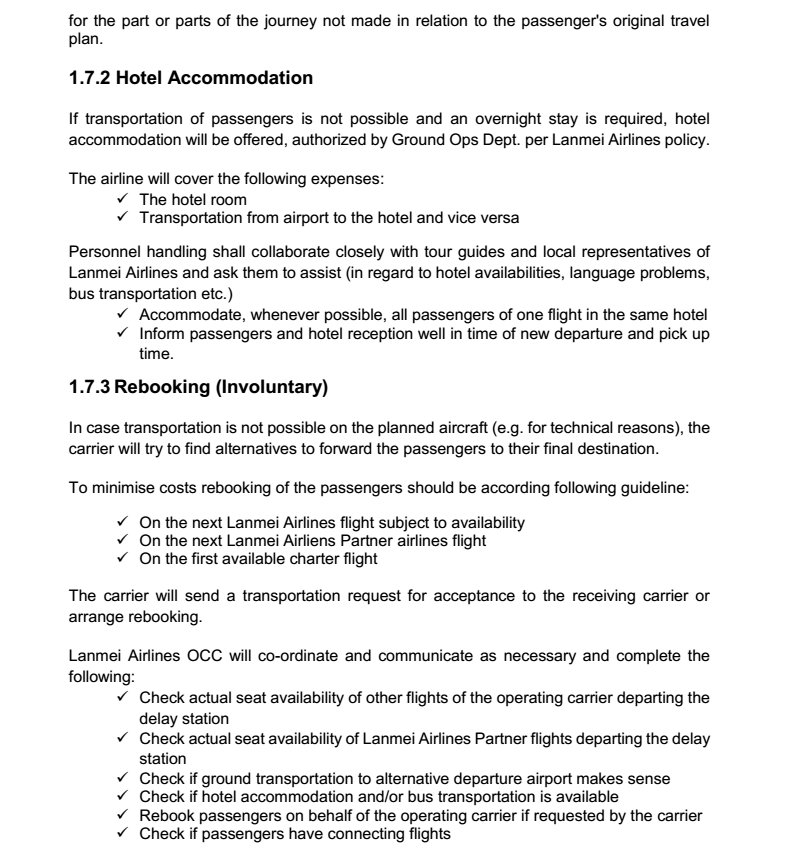 for the part or parts of the journey not made in relation to the passenger's original travel
plan.
1.7.2 Hotel Accommodation
If transportation of passengers is not possible and an overnight stay is required, hotel
accommodation will be offered, authorized by Ground Ops Dept. per Lanmei Airlines policy.
The airline will cover the following expenses:
✓ The hotel room
✓ Transportation from airport to the hotel and vice versa
Personnel handling shall collaborate closely with tour guides and local representatives of
Lanmei Airlines and ask them to assist (in regard to hotel availabilities, language problems,
bus transportation etc.)
✓ Accommodate, whenever possible, all passengers of one flight in the same hotel
✓ Inform passengers and hotel reception well in time of new departure and pick up
time.
1.7.3 Rebooking (Involuntary)
In case transportation is not possible on the planned aircraft (e.g. for technical reasons), the
carrier will try to find alternatives to forward the passengers to their final destination.
To minimise costs rebooking of the passengers should be according following guideline:
✓ On the next Lanmei Airlines flight subject to availability
✓ On the next Lanmei Airliens Partner airlines flight
✓ On the first available charter flight
The carrier will send a transportation request for acceptance to the receiving carrier or
arrange rebooking.
Lanmei Airlines OCC will co-ordinate and communicate as necessary and complete the
following:
✓ Check actual seat availability of other flights of the operating carrier departing the
delay station
✓ Check actual seat availability of Lanmei Airlines Partner flights departing the delay
station
✓ Check if ground transportation to alternative departure airport makes sense
✓ Check if hotel accommodation and/or bus transportation is available
✓ Rebook passengers on behalf of the operating carrier if requested by the carrier
✓ Check if passengers have connecting flights